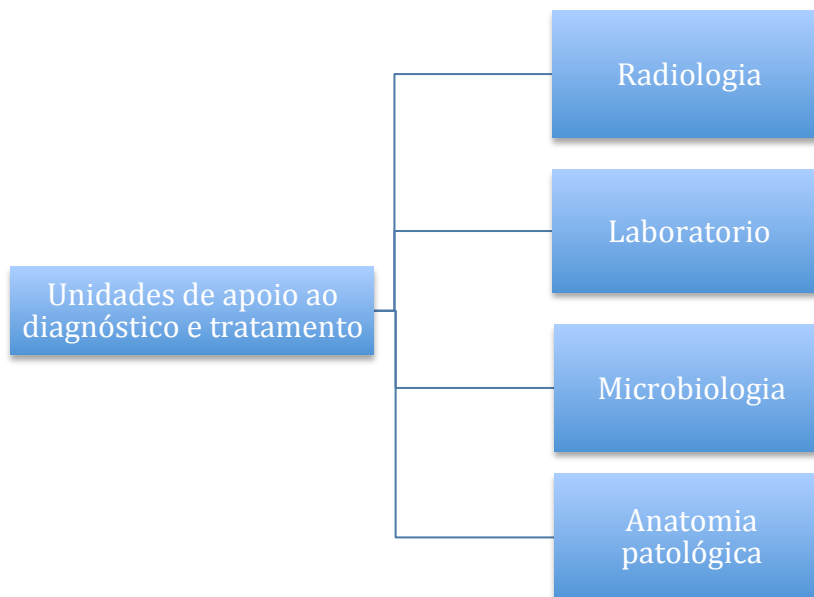 Radiologia
Laboratorio
Unidades de apoio ao
diagnóstico e tratamento
Microbiologia
Anatomia
patológica